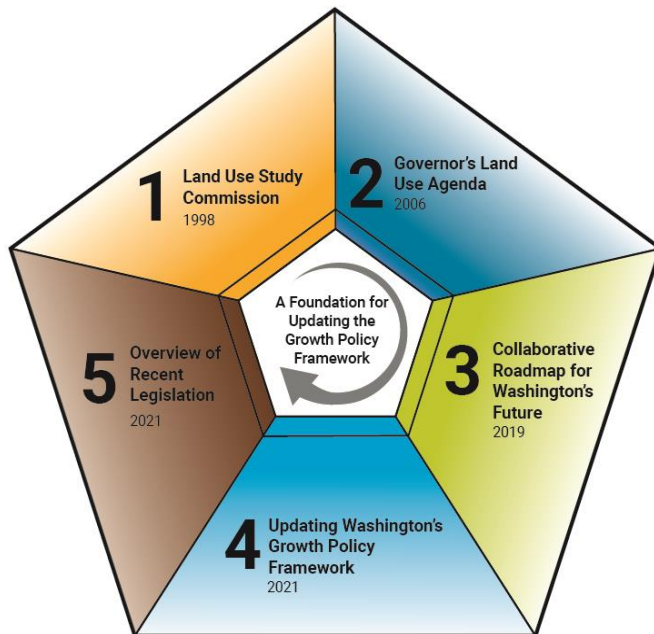 1
Land Use Study
Commission
1998
2
Governor’s Land
Use Agenda
2006
3
Collaborative
Roadmap for
Washington’s
Future
2019
4
Updating Washington’s
Growth Policy
Framework
2021
5
Overview of
Recent
Legislation
2021
A Foundation for
Updating the
Growth Policy
Framework